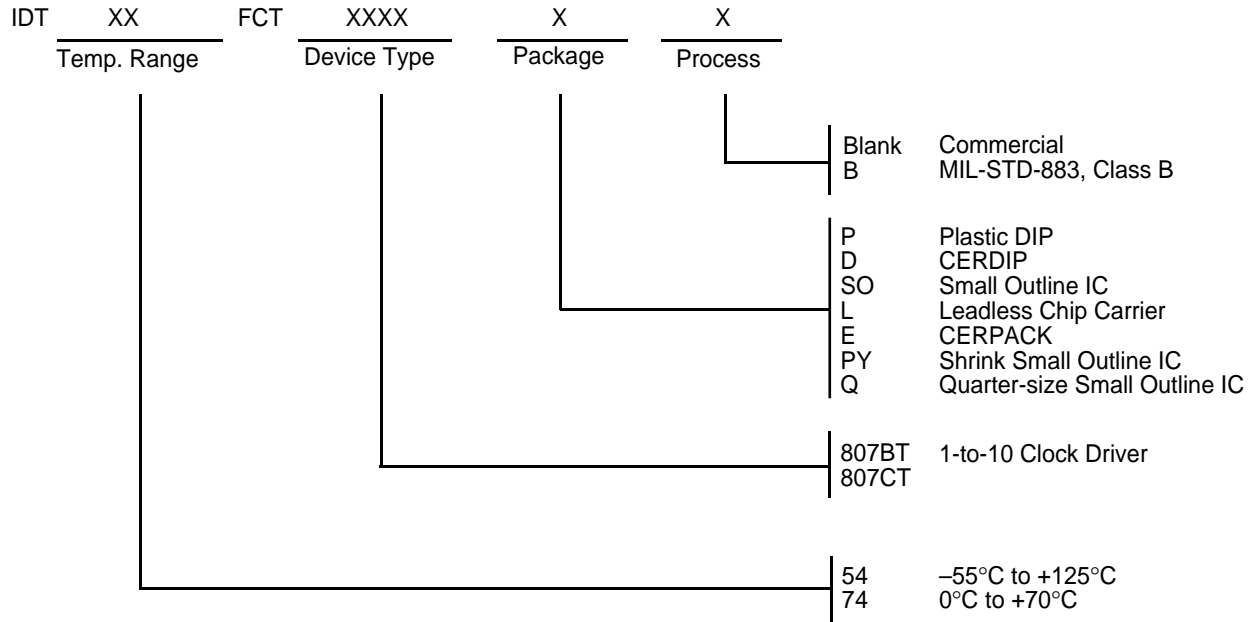 IDT XX FCT XXXX X X
Temp. Range Device Type Package Process
Blank Commercial
B MIL-STD-883, Class B
P Plastic DIP
D CERDIP
SO Small Outline IC
L Leadless Chip Carrier
E CERPACK
PY Shrink Small Outline IC
Q Quarter-size Small Outline IC
807BT 1-to-10 Clock Driver
807CT
54 –55°C to +125°C
74 0°C to +70°C